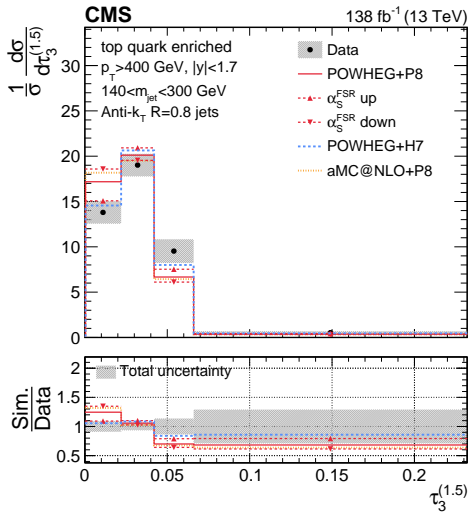 CMS 138 fb⁻¹ (13 TeV)
1/σ dσ/dτ₃^(1.5)
top quark enriched
p_T>400 GeV, |y|<1.7
140<m_jet<300 GeV
Anti-k_T R=0.8 jets
Data
POWHEG+P8
α_S^FSR up
α_S^FSR down
POWHEG+H7
aMC@NLO+P8
30
25
20
15
10
5
0
Total uncertainty
Sim./Data
2
1.5
1
0.5
0 0.05 0.1 0.15 0.2
τ₃^(1.5)